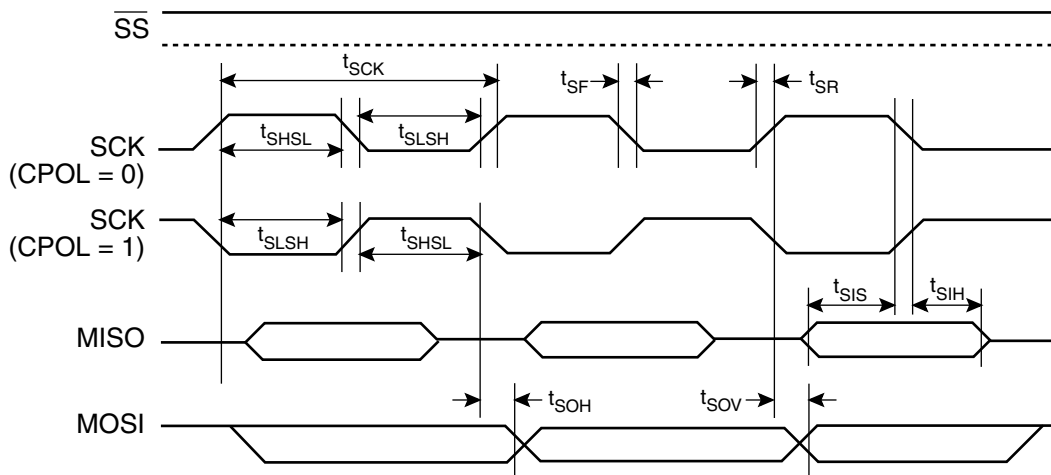 SS
tSCK
tSF
tSR
SCK
(CPOL = 0)
tSHSL
tSLSH
SCK
(CPOL = 1)
tSLSH
tSHSL
tSIS
tSIH
MISO
tSOH
tSOV
MOSI